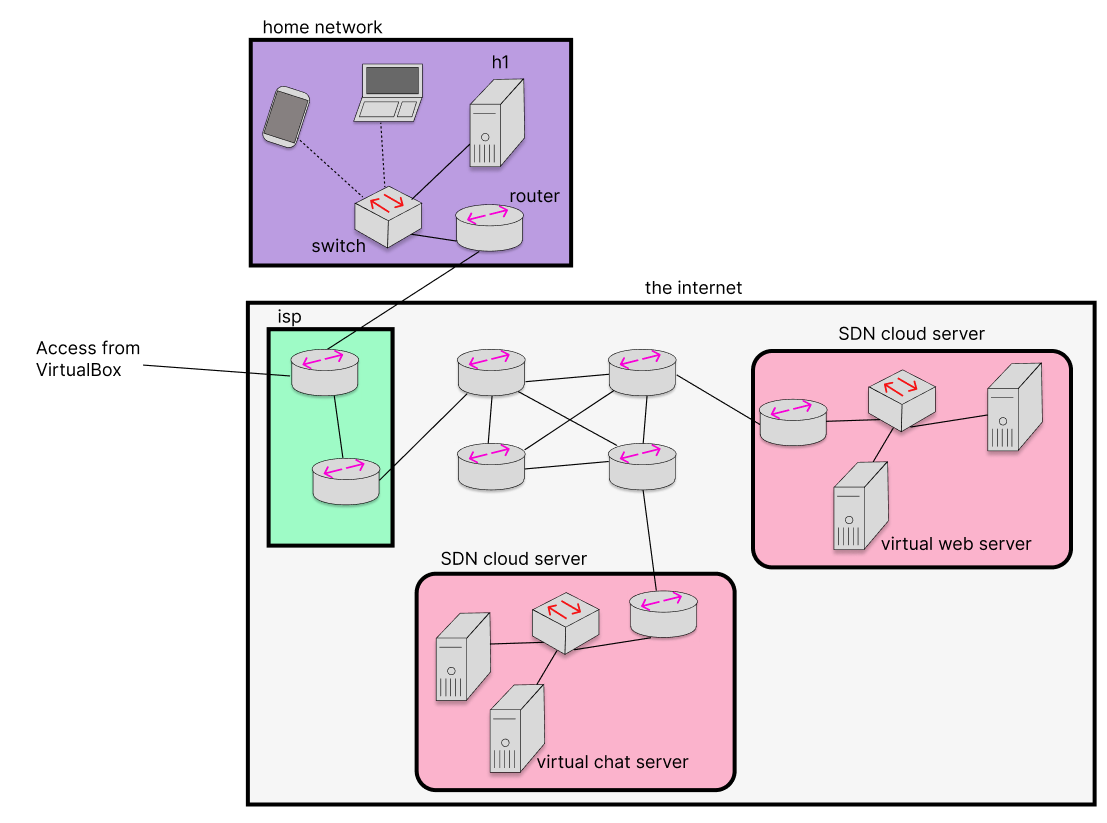 home network
h1
router
switch
the internet
isp
SDN cloud server
Access from
VirtualBox
virtual web server
SDN cloud server
virtual chat server